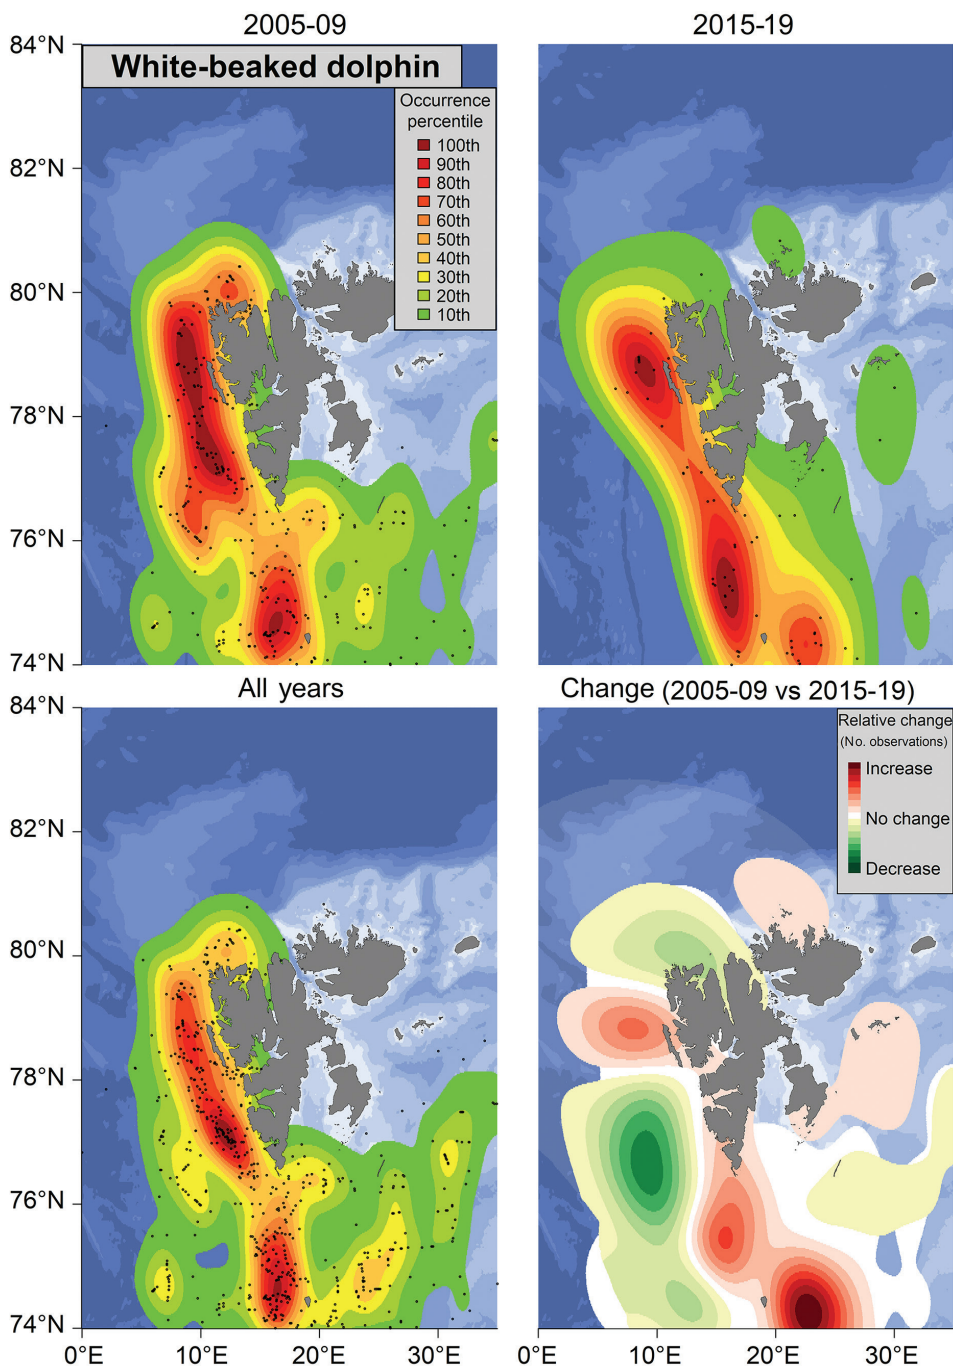 2005-09
2015-19
84°N
White-beaked dolphin
Occurrence
percentile
100th
90th
80th
70th
60th
50th
40th
30th
20th
10th
82°N
80°N
78°N
76°N
74°N
All years
Change (2005-09 vs 2015-19)
84°N
Relative change
(No. observations)
Increase
No change
Decrease
82°N
80°N
78°N
76°N
74°N
0°E
10°E
20°E
30°E
0°E
10°E
20°E
30°E